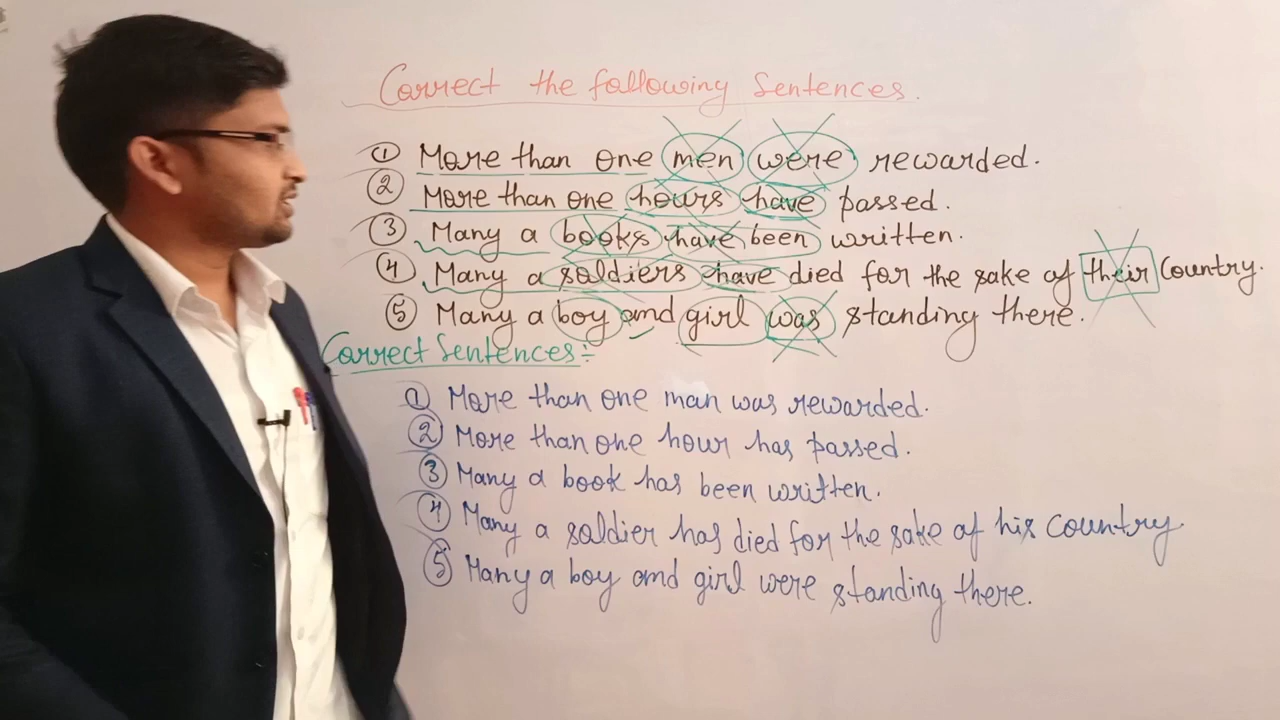 Correct the following Sentences.
① More than one men were rewarded.
② More than one hours have passed.
③ Many a books have been written.
④ Many a soldiers have died for the sake of their Country.
⑤ Many a boy and girl was standing there.
Correct Sentences:-
① More than one man was rewarded.
② More than one hour has passed.
③ Many a book has been written.
④ Many a soldier has died for the sake of his country.
⑤ Many a boy and girl were standing there.